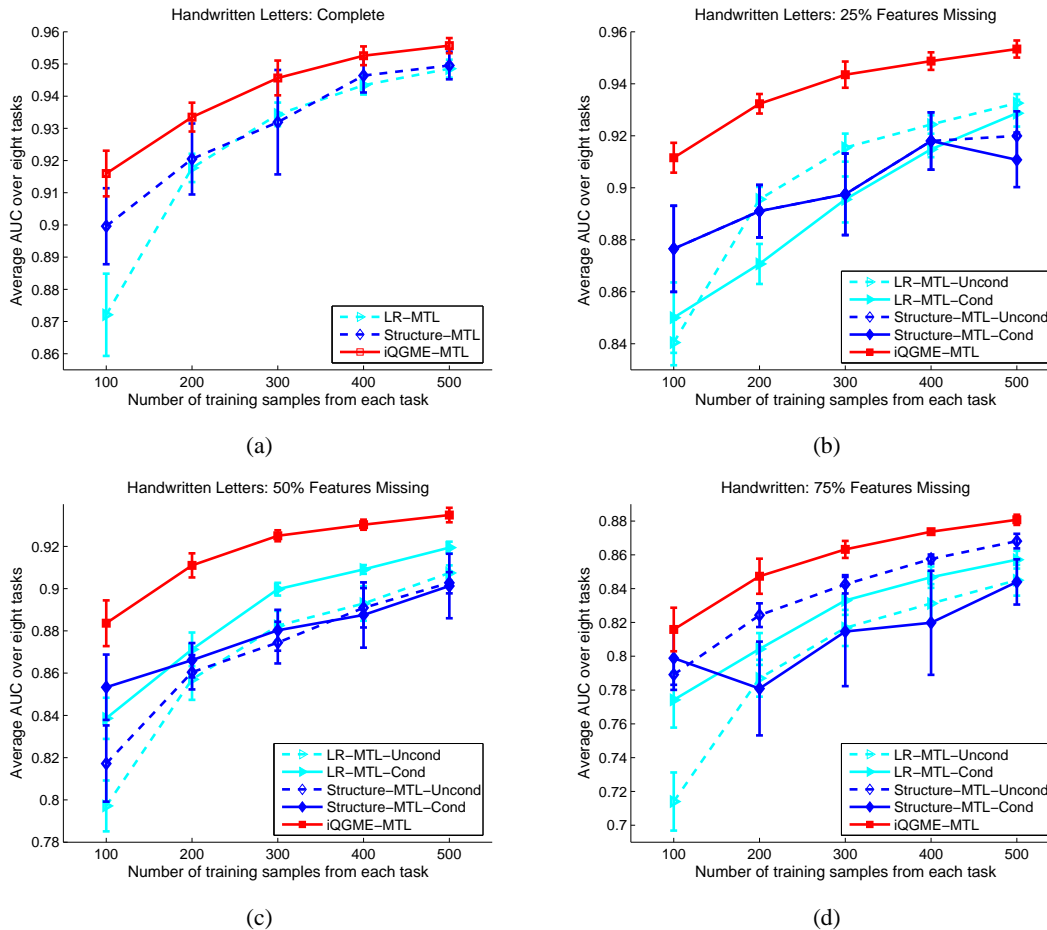 Handwritten Letters: Complete
0.96
0.95
0.94
0.93
0.92
0.91
0.9
0.89
0.88
0.87
0.86
Average AUC over eight tasks
LR−MTL
Structure−MTL
iQGME−MTL
100 200 300 400 500
Number of training samples from each task
(a)
Handwritten Letters: 25% Features Missing
0.96
0.94
0.92
0.9
0.88
0.86
0.84
Average AUC over eight tasks
LR−MTL−Uncond
LR−MTL−Cond
Structure−MTL−Uncond
Structure−MTL−Cond
iQGME−MTL
100 200 300 400 500
Number of training samples from each task
(b)
Handwritten Letters: 50% Features Missing
0.92
0.9
0.88
0.86
0.84
0.82
0.8
0.78
Average AUC over eight tasks
LR−MTL−Uncond
LR−MTL−Cond
Structure−MTL−Uncond
Structure−MTL−Cond
iQGME−MTL
100 200 300 400 500
Number of training samples from each task
(c)
Handwritten: 75% Features Missing
0.88
0.86
0.84
0.82
0.8
0.78
0.76
0.74
0.72
0.7
Average AUC over eight tasks
LR−MTL−Uncond
LR−MTL−Cond
Structure−MTL−Uncond
Structure−MTL−Cond
iQGME−MTL
100 200 300 400 500
Number of training samples from each task
(d)